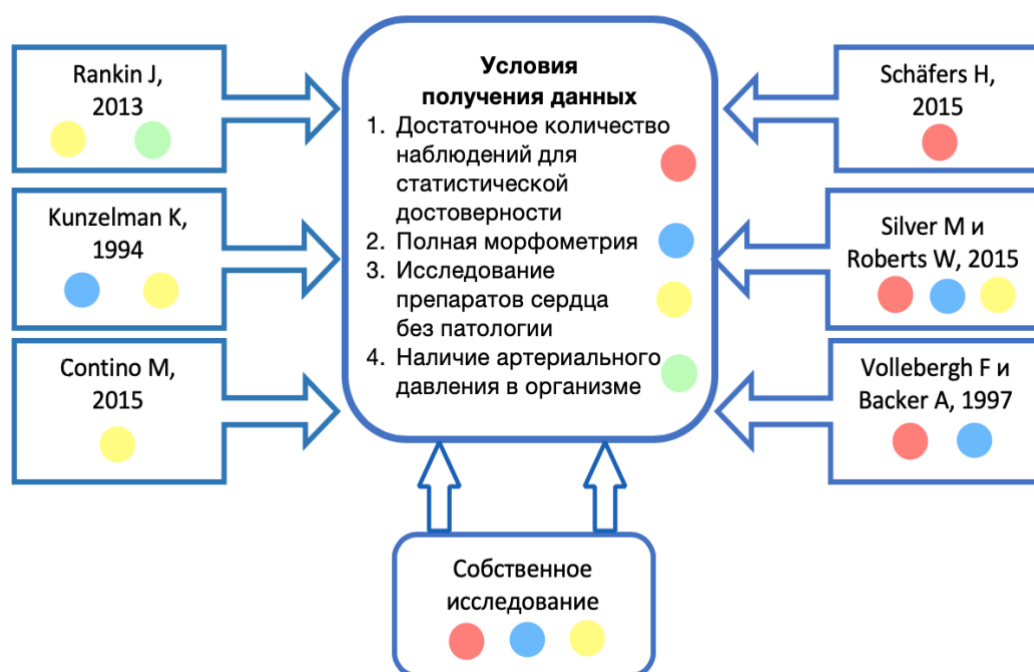 Rankin J,
2013
Kunzelman K,
1994
Contino M,
2015
Условия
получения данных
1. Достаточное количество
наблюдений для
статистической
достоверности
2. Полная морфометрия
3. Исследование
препаратов сердца
без патологии
4. Наличие артериального
давления в организме
Schäfers H,
2015
Silver M и
Roberts W, 2015
Vollebergh F и
Backer A, 1997
Собственное
исследование